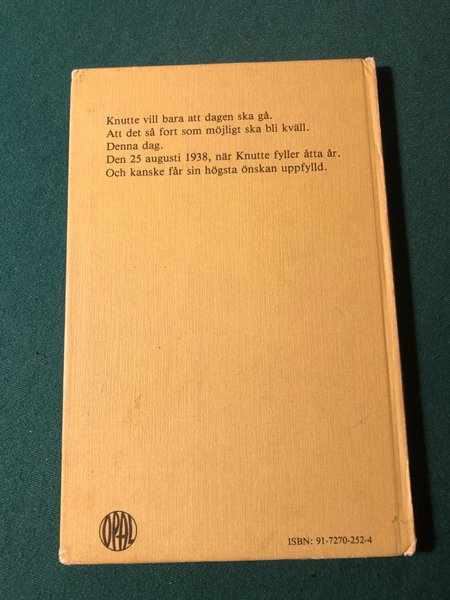 Knutte vill bara att dagen ska gå.
Att det så fort som möjligt ska bli kväll.
Denna dag.
Den 25 augusti 1938, när Knutte fyller åtta år.
Och kanske får sin högsta önskan uppfylld.
OPAL
ISBN: 91-7270-252-4